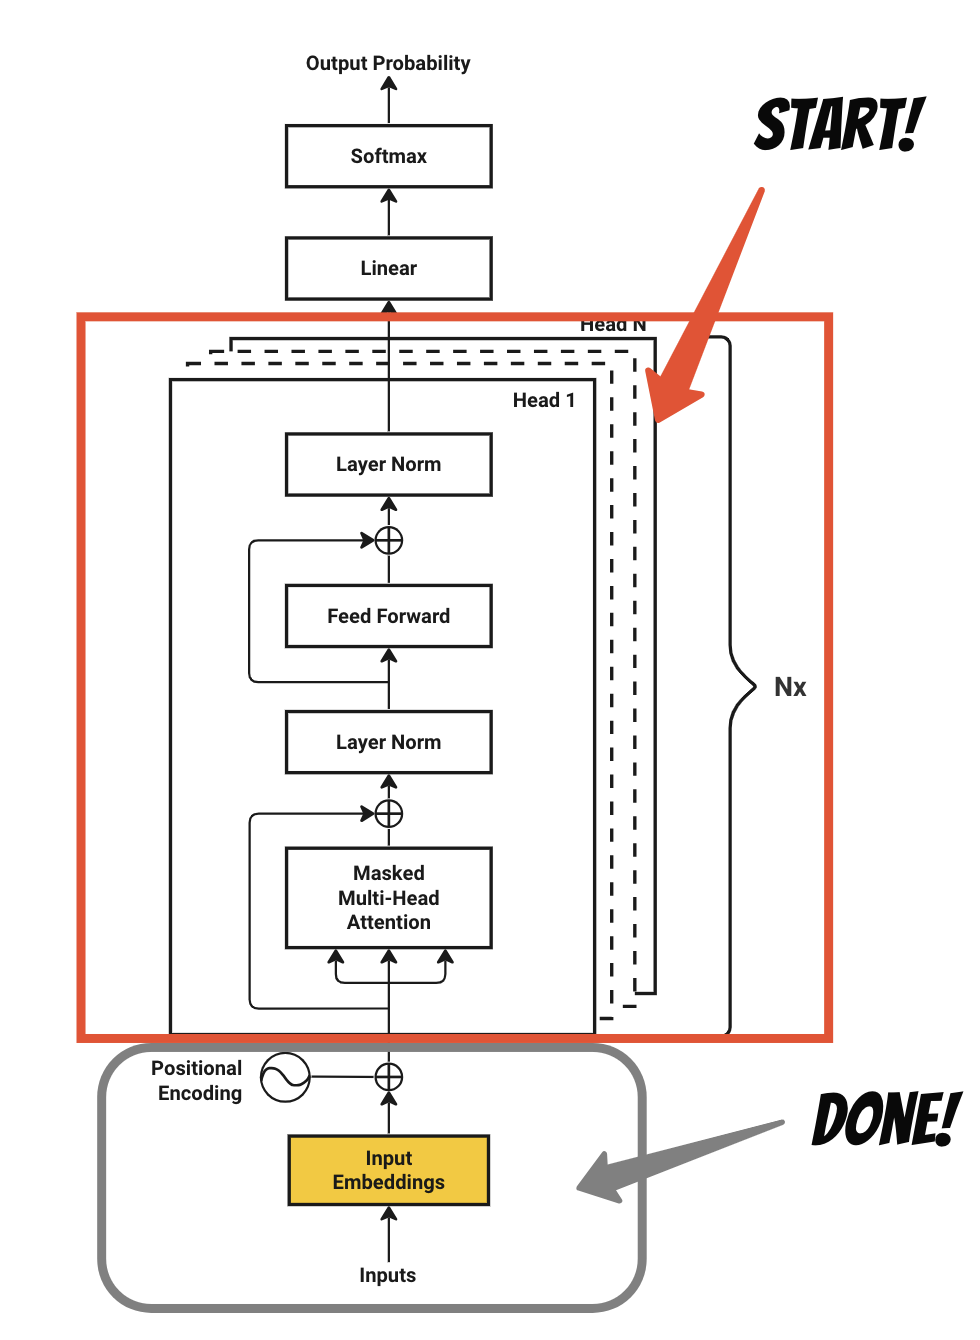 Output Probability
START!
Softmax
Linear
Head N
Head 1
Layer Norm
Feed Forward
Nx
Layer Norm
Masked
Multi-Head
Attention
Positional
Encoding
DONE!
Input
Embeddings
Inputs